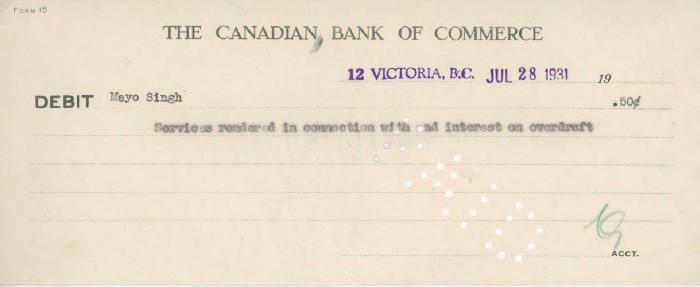 FORM 15
THE CANADIAN BANK OF COMMERCE
12 VICTORIA, B.C. JUL 28 1931 19
DEBIT Mayo Singh .50¢
Services rendered in connection with and interest on overdraft
ACCT.